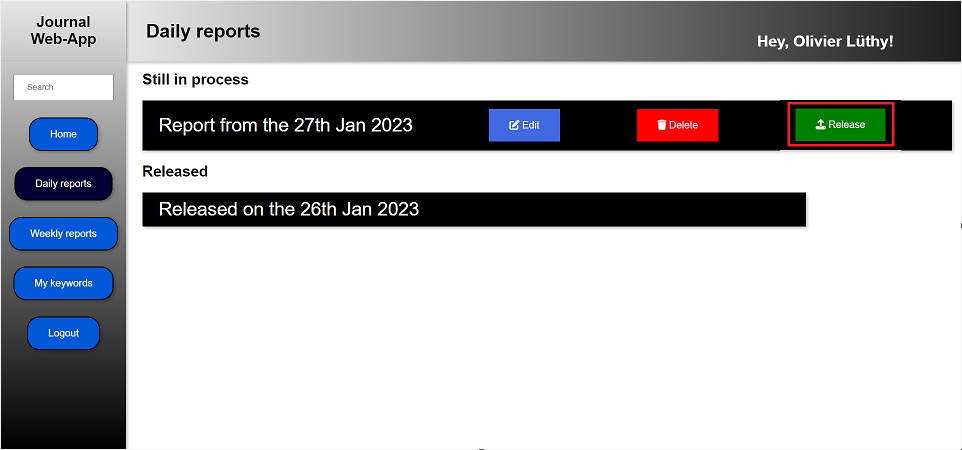 Journal
Web-App
Search
Home
Daily reports
Weekly reports
My keywords
Logout
Daily reports
Hey, Olivier Lüthy!
Still in process
Report from the 27th Jan 2023
Edit
Delete
Release
Released
Released on the 26th Jan 2023